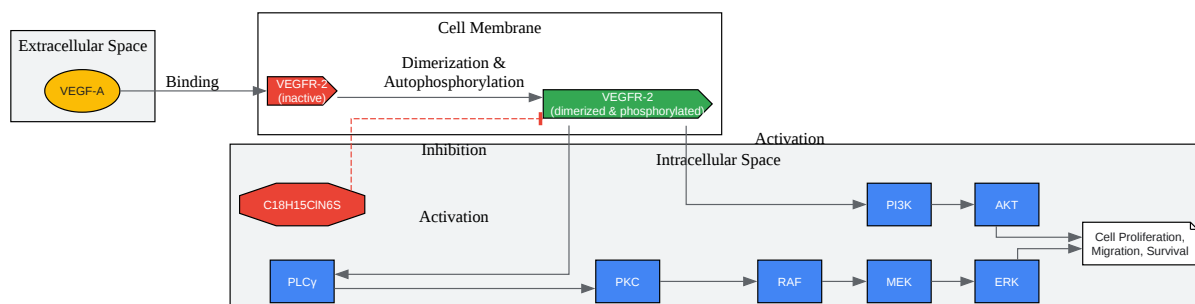 Extracellular Space
VEGF-A
Binding
Cell Membrane
VEGFR-2
(inactive)
Dimerization &
Autophosphorylation
VEGFR-2
(dimerized & phosphorylated)
Inhibition
Activation
Intracellular Space
C18H15ClN6S
Activation
PI3K
AKT
Cell Proliferation,
Migration, Survival
PLCγ
PKC
RAF
MEK
ERK